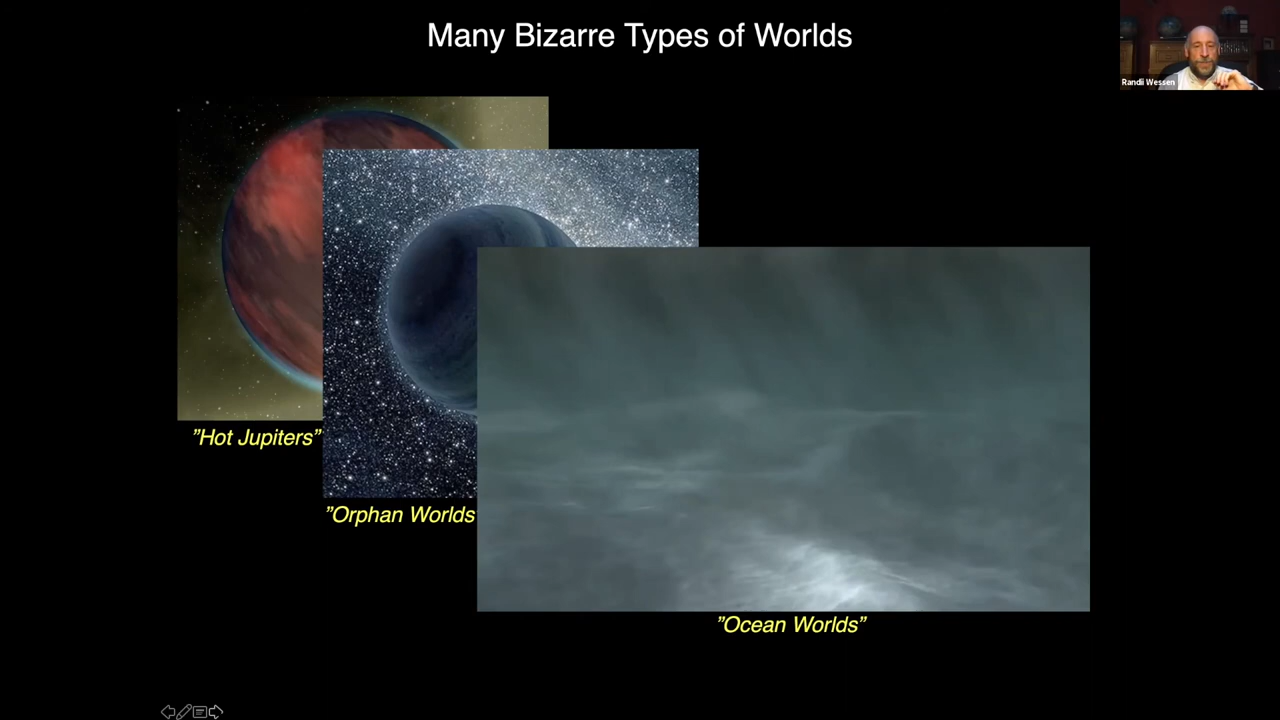 Many Bizarre Types of Worlds
Randii Wessen
”Hot Jupiters”
”Orphan Worlds
”Ocean Worlds”